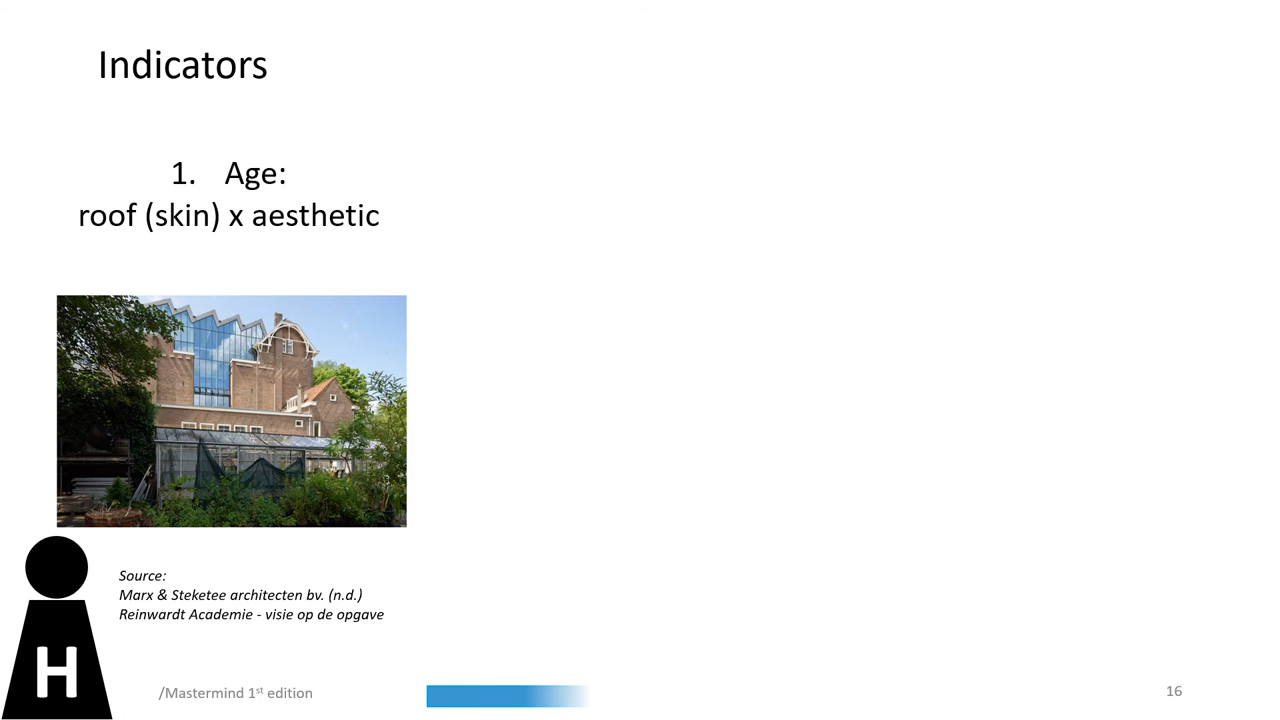 Indicators
1. Age:
roof (skin) x aesthetic
Source:
Marx & Steketee architecten bv. (n.d.)
Reinwardt Academie - visie op de opgave
H
/Mastermind 1st edition
16